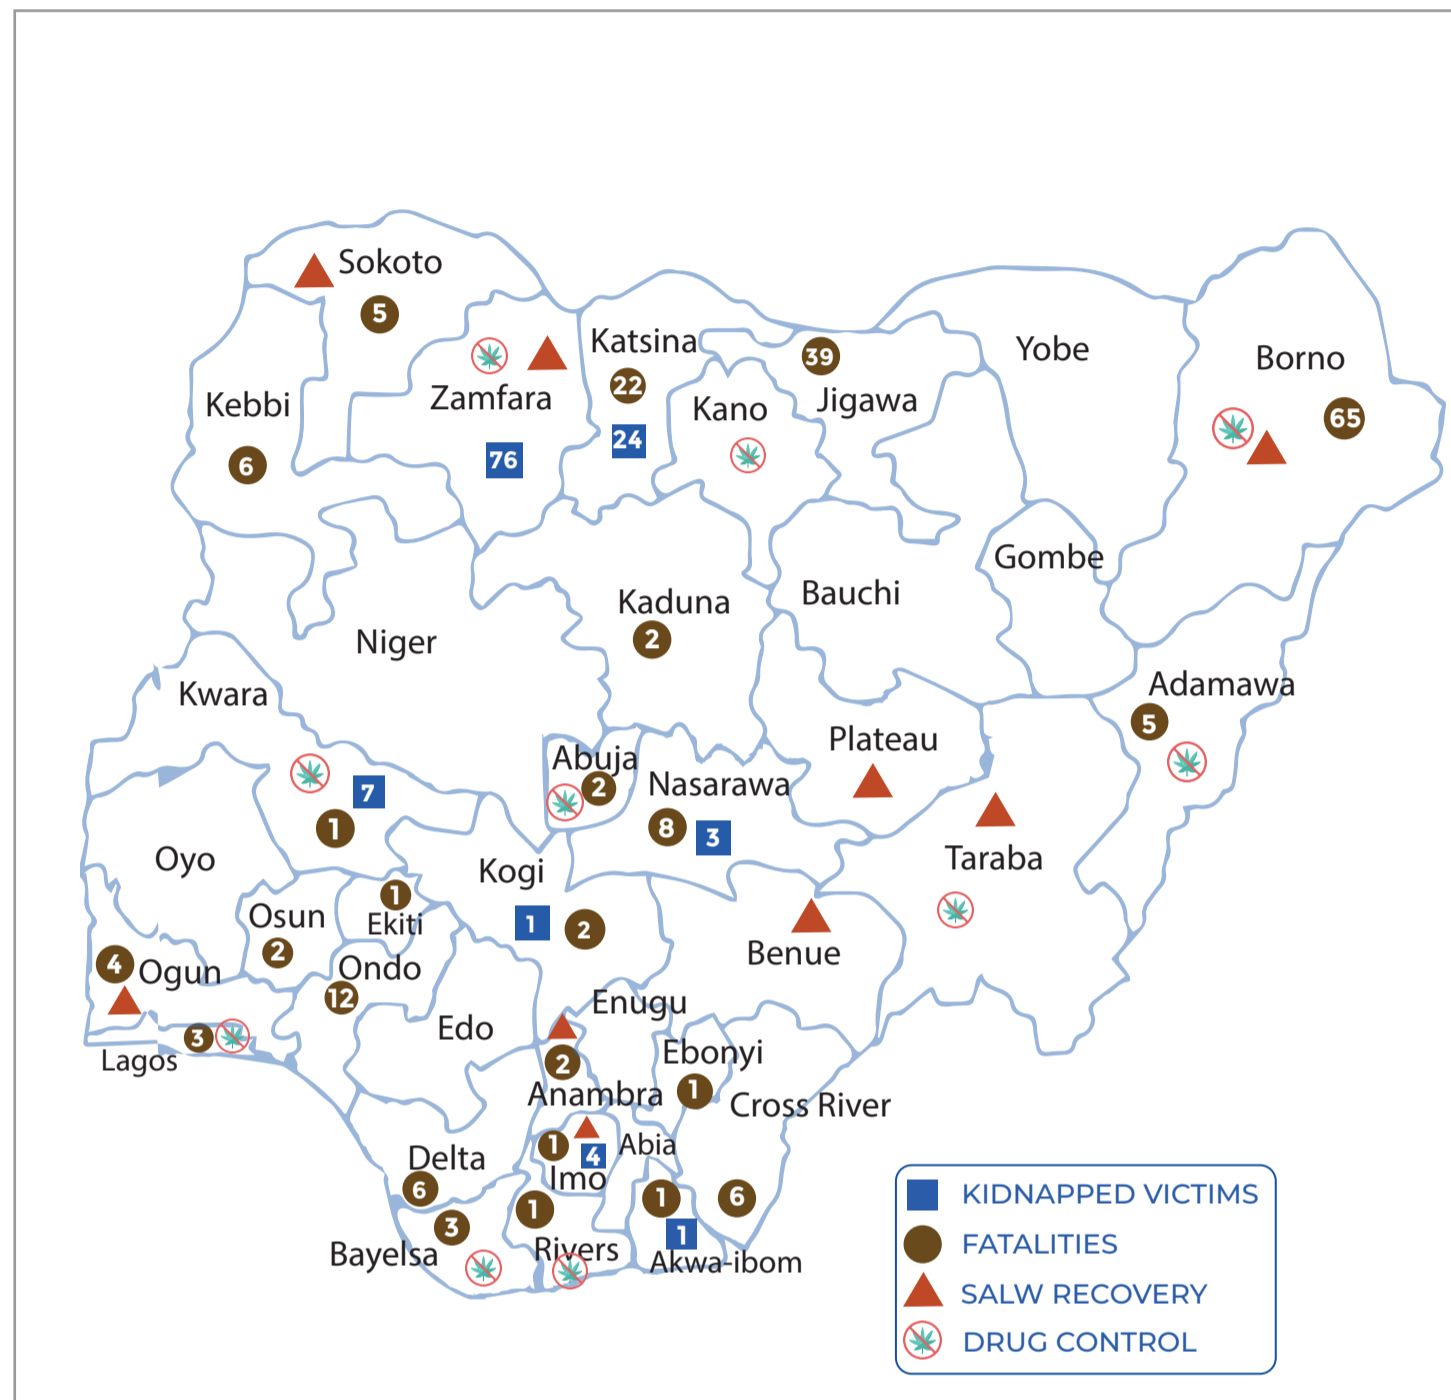 Sokoto
5
Katsina
22
24
Zamfara
76
Kebbi
6
Kano
39
Jigawa
Yobe
Borno
65
Gombe
Bauchi
Kaduna
2
Niger
Kwara
7
1
Abuja
2
Nasarawa
8
3
Plateau
Adamawa
5
Taraba
Oyo
Kogi
1
2
Benue
Osun
2
1
Ekiti
Ondo
12
4
Ogun
3
Lagos
Edo
Enugu
2
Anambra
Ebonyi
1
Cross River
6
1
4
Imo
Abia
Delta
6
3
Bayelsa
1
Rivers
1
1
Akwa-ibom
KIDNAPPED VICTIMS
FATALITIES
SALW RECOVERY
DRUG CONTROL